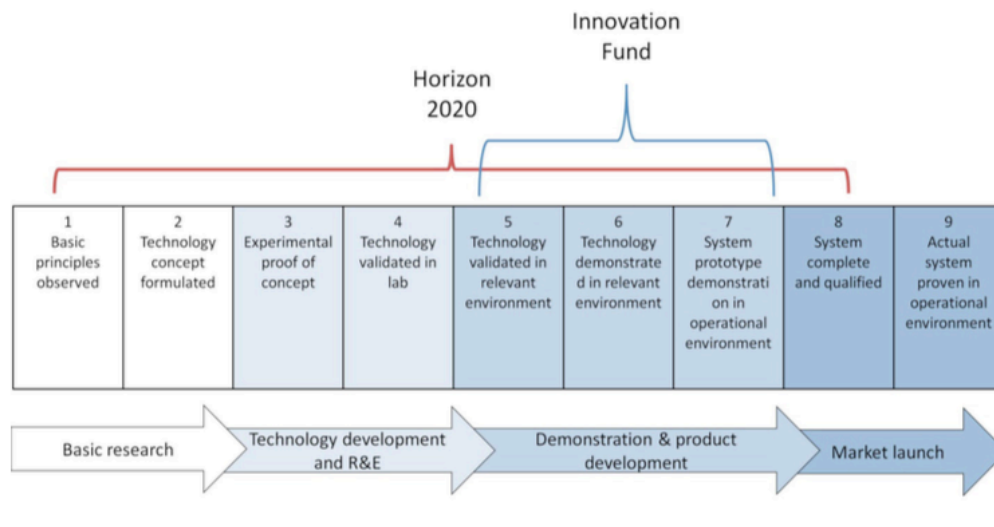 Innovation
Fund
Horizon
2020
1
Basic
principles
observed
2
Technology
concept
formulated
3
Experimental
proof of
concept
4
Technology
validated in
lab
5
Technology
validated in
relevant
environment
6
Technology
demonstrate
d in relevant
environment
7
System
prototype
demonstrati
on in
operational
environment
8
System
complete
and qualified
9
Actual
system
proven in
operational
environment
Basic research
Technology development
and R&E
Demonstration & product
development
Market launch